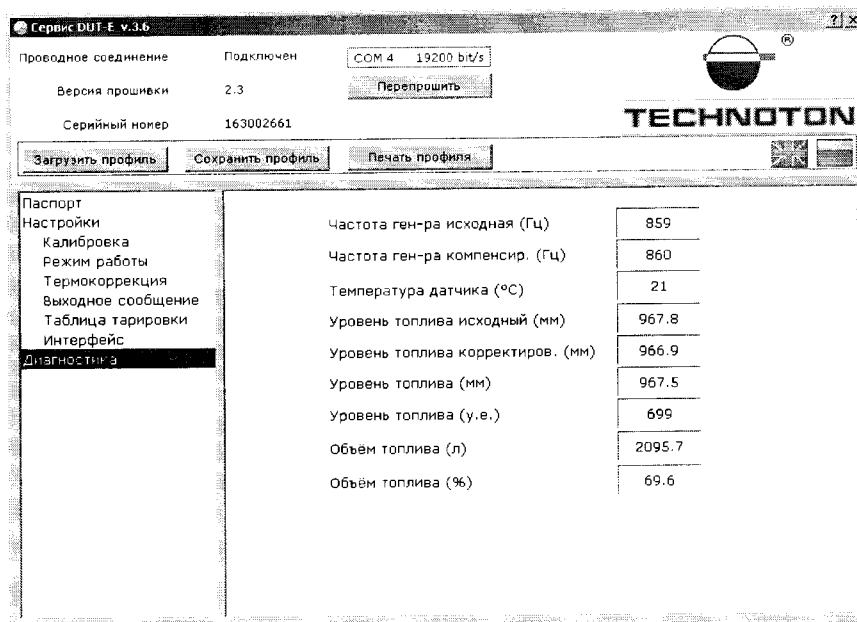 Сервис DUT-E v.3.6
Проводное соединение Подключен COM 4 19200 bit/s
Версия прошивки 2.3 Перепрошить
Серийный номер 163002661
®
TECHNOTON
Загрузить профиль Сохранить профиль Печать профиля
Паспорт
Настройки
Калибровка
Режим работы
Термокоррекция
Выходное сообщение
Таблица тарировки
Интерфейс
Диагностика
Частота ген-ра исходная (Гц) 859
Частота ген-ра компенсир. (Гц) 860
Температура датчика (ºC) 21
Уровень топлива исходный (мм) 967.8
Уровень топлива корректиров. (мм) 966.9
Уровень топлива (мм) 967.5
Уровень топлива (у.е.) 699
Объём топлива (л) 2095.7
Объём топлива (%) 69.6